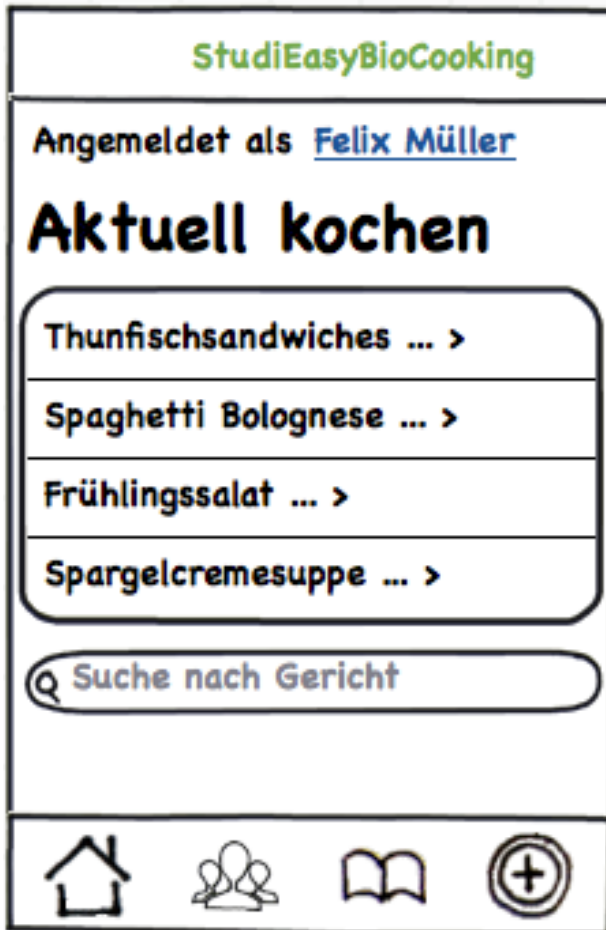 StudiEasyBioCooking
Angemeldet als Felix Müller
Aktuell kochen
Thunfischsandwiches ... >
Spaghetti Bolognese ... >
Frühlingssalat ... >
Spargelcremesuppe ... >
Suche nach Gericht